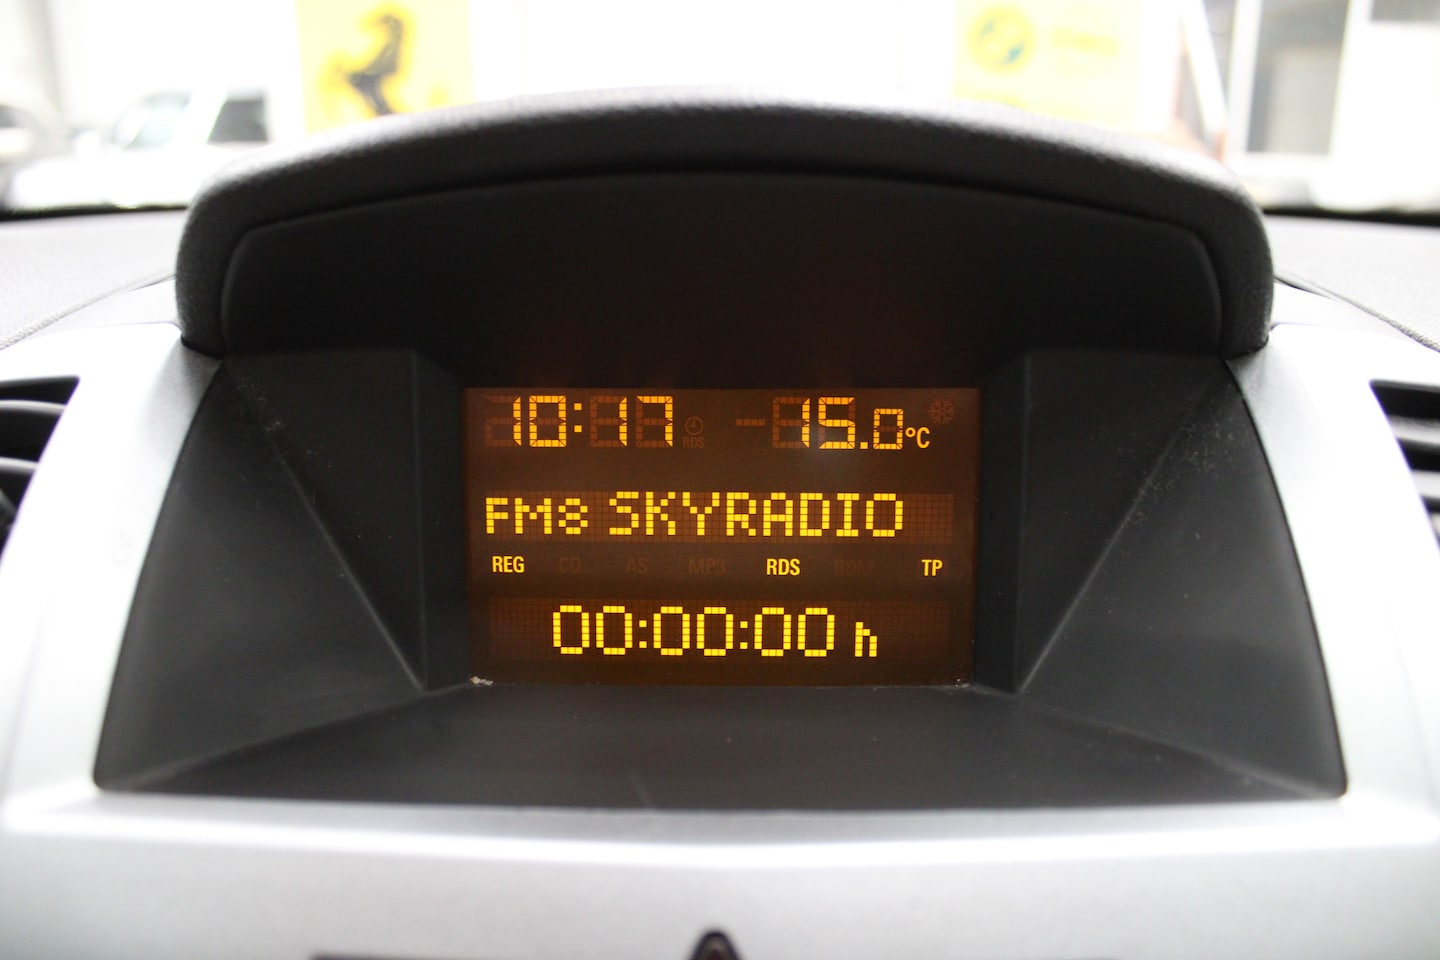 10:17 15.0°C
FM8 SKYRADIO
REG CD AS MP3 RDS RDM TP
00:00:00 h